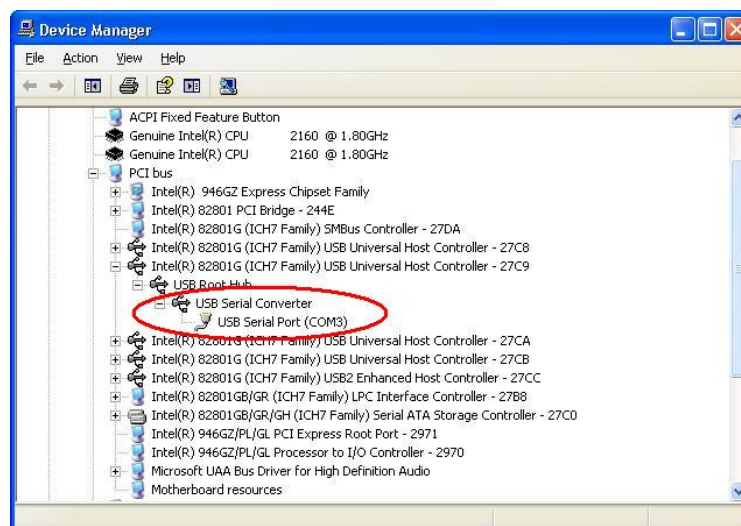 Device Manager
File Action View Help
ACPI Fixed Feature Button
Genuine Intel(R) CPU 2160 @ 1.80GHz
Genuine Intel(R) CPU 2160 @ 1.80GHz
PCI bus
Intel(R) 946GZ Express Chipset Family
Intel(R) 82801 PCI Bridge - 244E
Intel(R) 82801G (ICH7 Family) SMBus Controller - 27DA
Intel(R) 82801G (ICH7 Family) USB Universal Host Controller - 27C8
Intel(R) 82801G (ICH7 Family) USB Universal Host Controller - 27C9
USB Root Hub
USB Serial Converter
USB Serial Port (COM3)
Intel(R) 82801G (ICH7 Family) USB Universal Host Controller - 27CA
Intel(R) 82801G (ICH7 Family) USB Universal Host Controller - 27CB
Intel(R) 82801G (ICH7 Family) USB2 Enhanced Host Controller - 27CC
Intel(R) 82801GB/GR (ICH7 Family) LPC Interface Controller - 27B8
Intel(R) 82801GB/GR/GH (ICH7 Family) Serial ATA Storage Controller - 27C0
Intel(R) 946GZ/PL/GL PCI Express Root Port - 2971
Intel(R) 946GZ/PL/GL Processor to I/O Controller - 2970
Microsoft UAA Bus Driver for High Definition Audio
Motherboard resources